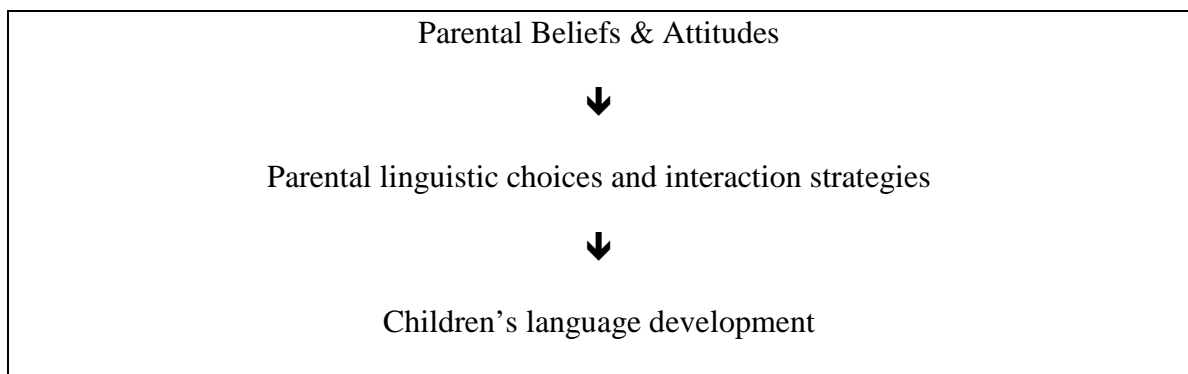 Parental Beliefs & Attitudes
Parental linguistic choices and interaction strategies
Children’s language development